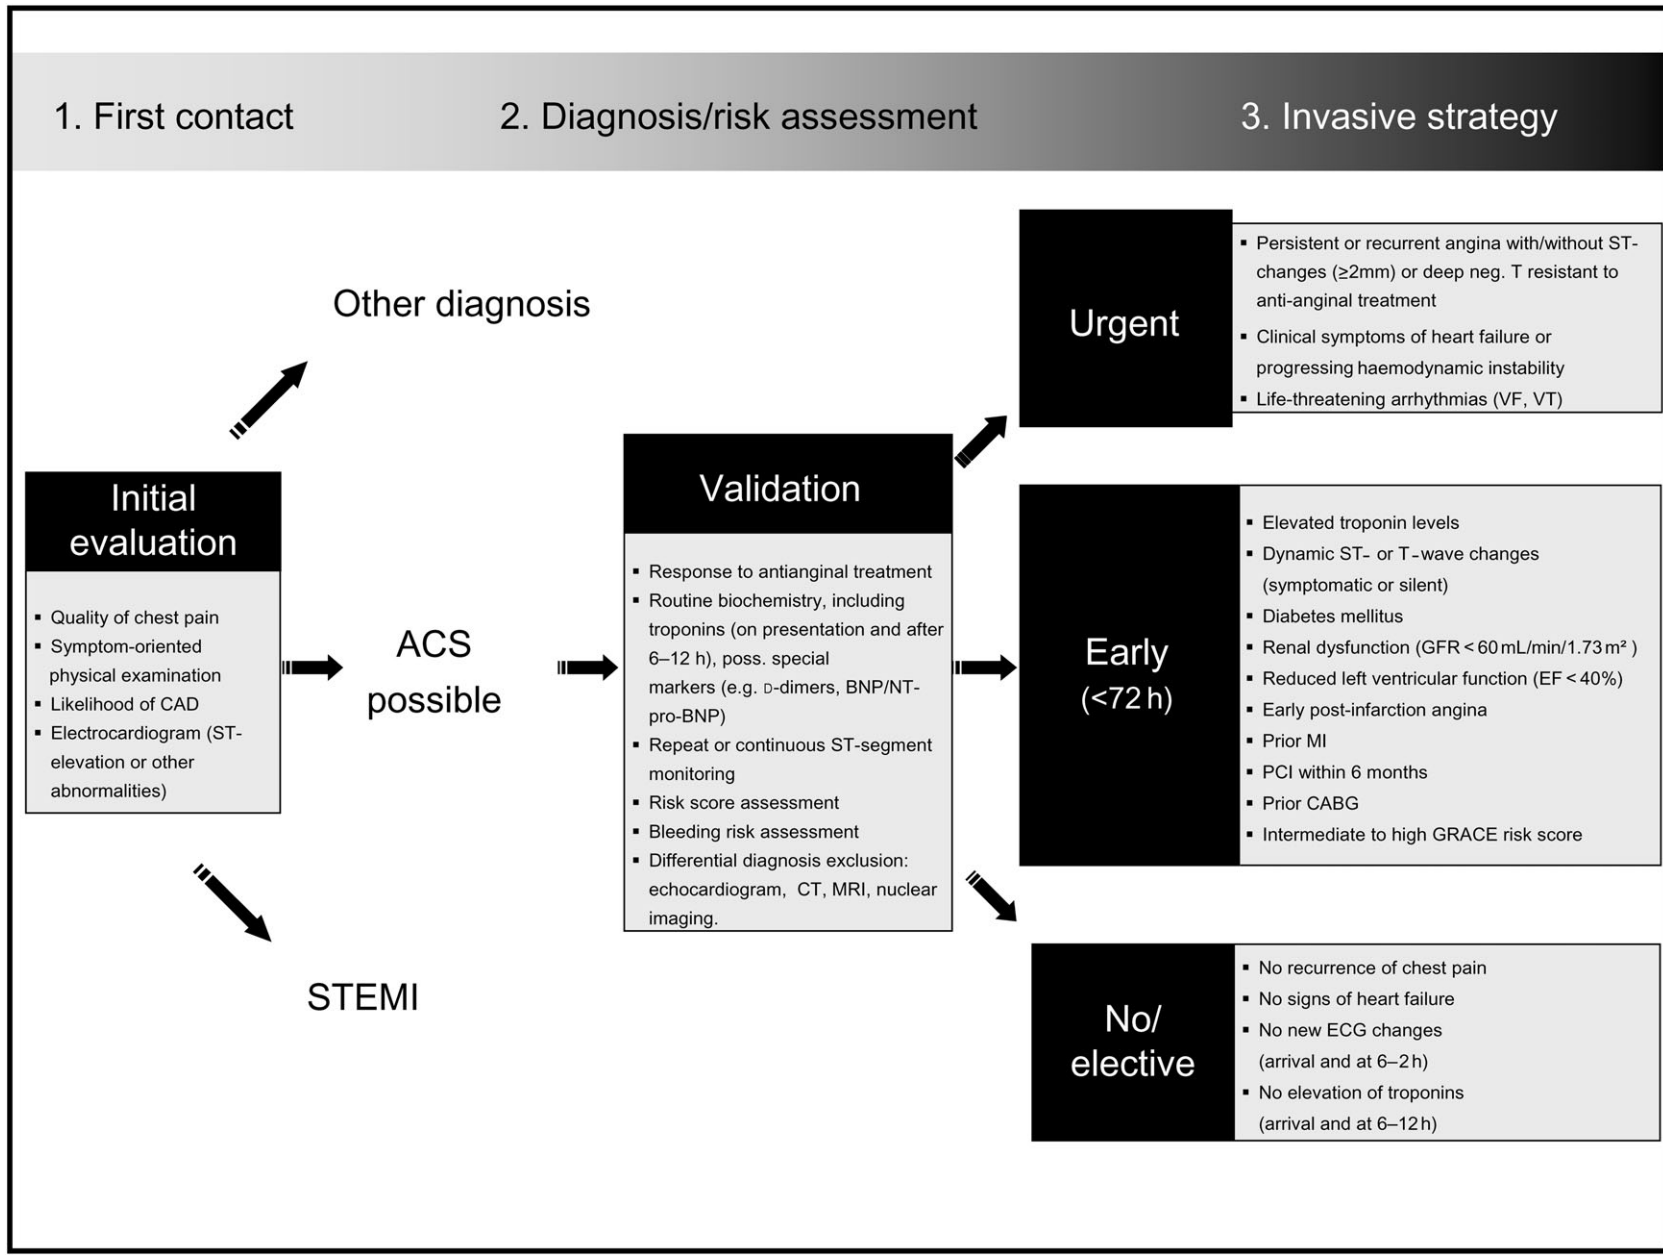 1. First contact
2. Diagnosis/risk assessment
3. Invasive strategy
Other diagnosis
Initial
evaluation
▪ Quality of chest pain
▪ Symptom-oriented
physical examination
▪ Likelihood of CAD
▪ Electrocardiogram (ST-
elevation or other
abnormalities)
ACS
possible
STEMI
Validation
▪ Response to antianginal treatment
▪ Routine biochemistry, including
troponins (on presentation and after
6–12 h), poss. special
markers (e.g. D-dimers, BNP/NT-
pro-BNP)
▪ Repeat or continuous ST-segment
monitoring
▪ Risk score assessment
▪ Bleeding risk assessment
▪ Differential diagnosis exclusion:
echocardiogram, CT, MRI, nuclear
imaging.
Urgent
▪ Persistent or recurrent angina with/without ST-
changes (≥2mm) or deep neg. T resistant to
anti-anginal treatment
▪ Clinical symptoms of heart failure or
progressing haemodynamic instability
▪ Life-threatening arrhythmias (VF, VT)
Early
(<72 h)
▪ Elevated troponin levels
▪ Dynamic ST- or T-wave changes
(symptomatic or silent)
▪ Diabetes mellitus
▪ Renal dysfunction (GFR < 60 mL/min/1.73 m²)
▪ Reduced left ventricular function (EF < 40%)
▪ Early post-infarction angina
▪ Prior MI
▪ PCI within 6 months
▪ Prior CABG
▪ Intermediate to high GRACE risk score
No/
elective
▪ No recurrence of chest pain
▪ No signs of heart failure
▪ No new ECG changes
(arrival and at 6–2 h)
▪ No elevation of troponins
(arrival and at 6–12 h)